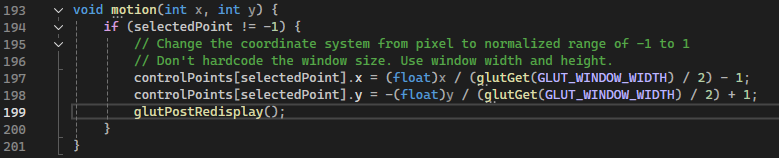 193 void motion(int x, int y) {
194 if (selectedPoint != -1) {
195 // Change the coordinate system from pixel to normalized range of -1 to 1
196 // Don't hardcode the window size. Use window width and height.
197 controlPoints[selectedPoint].x = (float)x / (glutGet(GLUT_WINDOW_WIDTH) / 2) - 1;
198 controlPoints[selectedPoint].y = -(float)y / (glutGet(GLUT_WINDOW_WIDTH) / 2) + 1;
199 glutPostRedisplay();
200 }
201 }